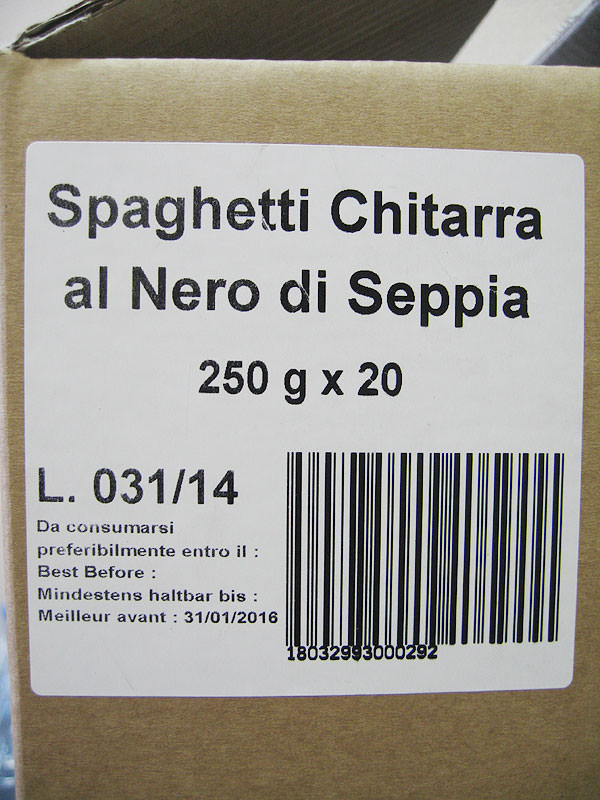 Spaghetti Chitarra
al Nero di Seppia
250 g x 20
L. 031/14
Da consumarsi
preferibilmente entro il :
Best Before :
Mindestens haltbar bis :
Meilleur avant : 31/01/2016
18032993000292